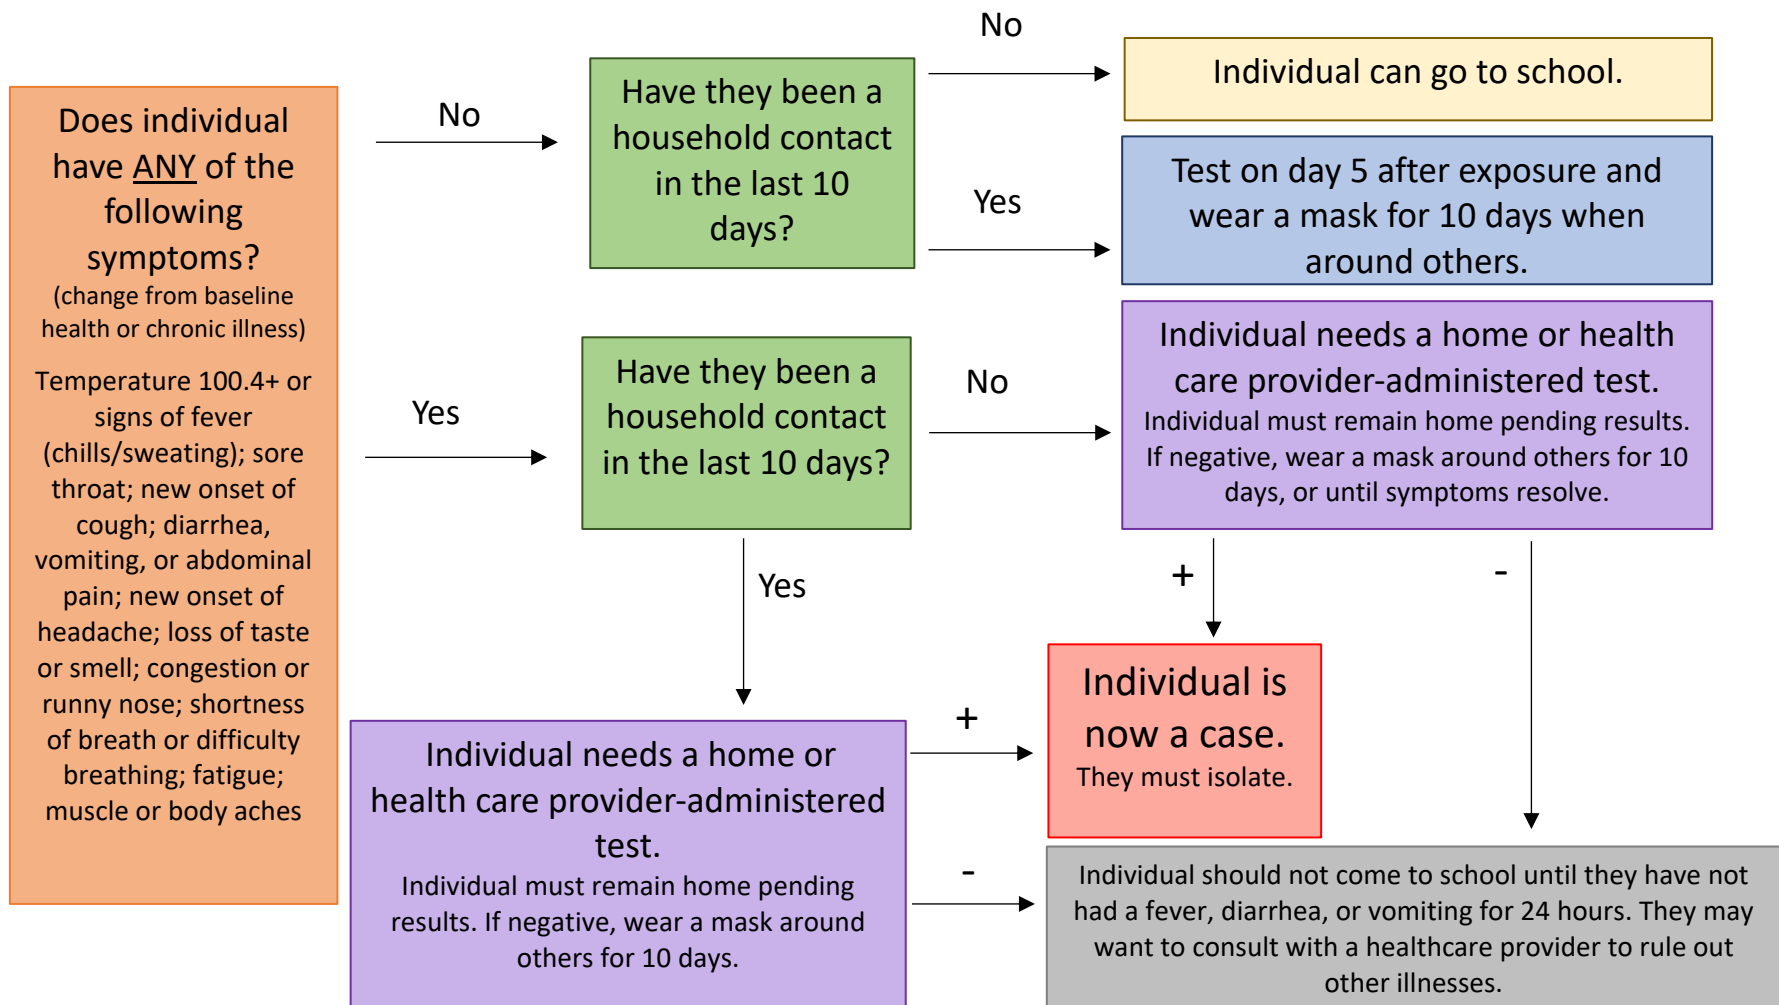 Does individual
have ANY of the
following
symptoms?
(change from baseline
health or chronic illness)
Temperature 100.4+ or
signs of fever
(chills/sweating); sore
throat; new onset of
cough; diarrhea,
vomiting, or abdominal
pain; new onset of
headache; loss of taste
or smell; congestion or
runny nose; shortness
of breath or difficulty
breathing; fatigue;
muscle or body aches
No
Have they been a
household contact
in the last 10
days?
No
Individual can go to school.
Yes
Test on day 5 after exposure and
wear a mask for 10 days when
around others.
Yes
Have they been a
household contact
in the last 10 days?
No
Individual needs a home or health
care provider-administered test.
Individual must remain home pending results.
If negative, wear a mask around others for 10
days, or until symptoms resolve.
+
-
Yes
Individual needs a home or
health care provider-administered
test.
Individual must remain home pending
results. If negative, wear a mask around
others for 10 days.
+
Individual is
now a case.
They must isolate.
-
Individual should not come to school until they have not
had a fever, diarrhea, or vomiting for 24 hours. They may
want to consult with a healthcare provider to rule out
other illnesses.